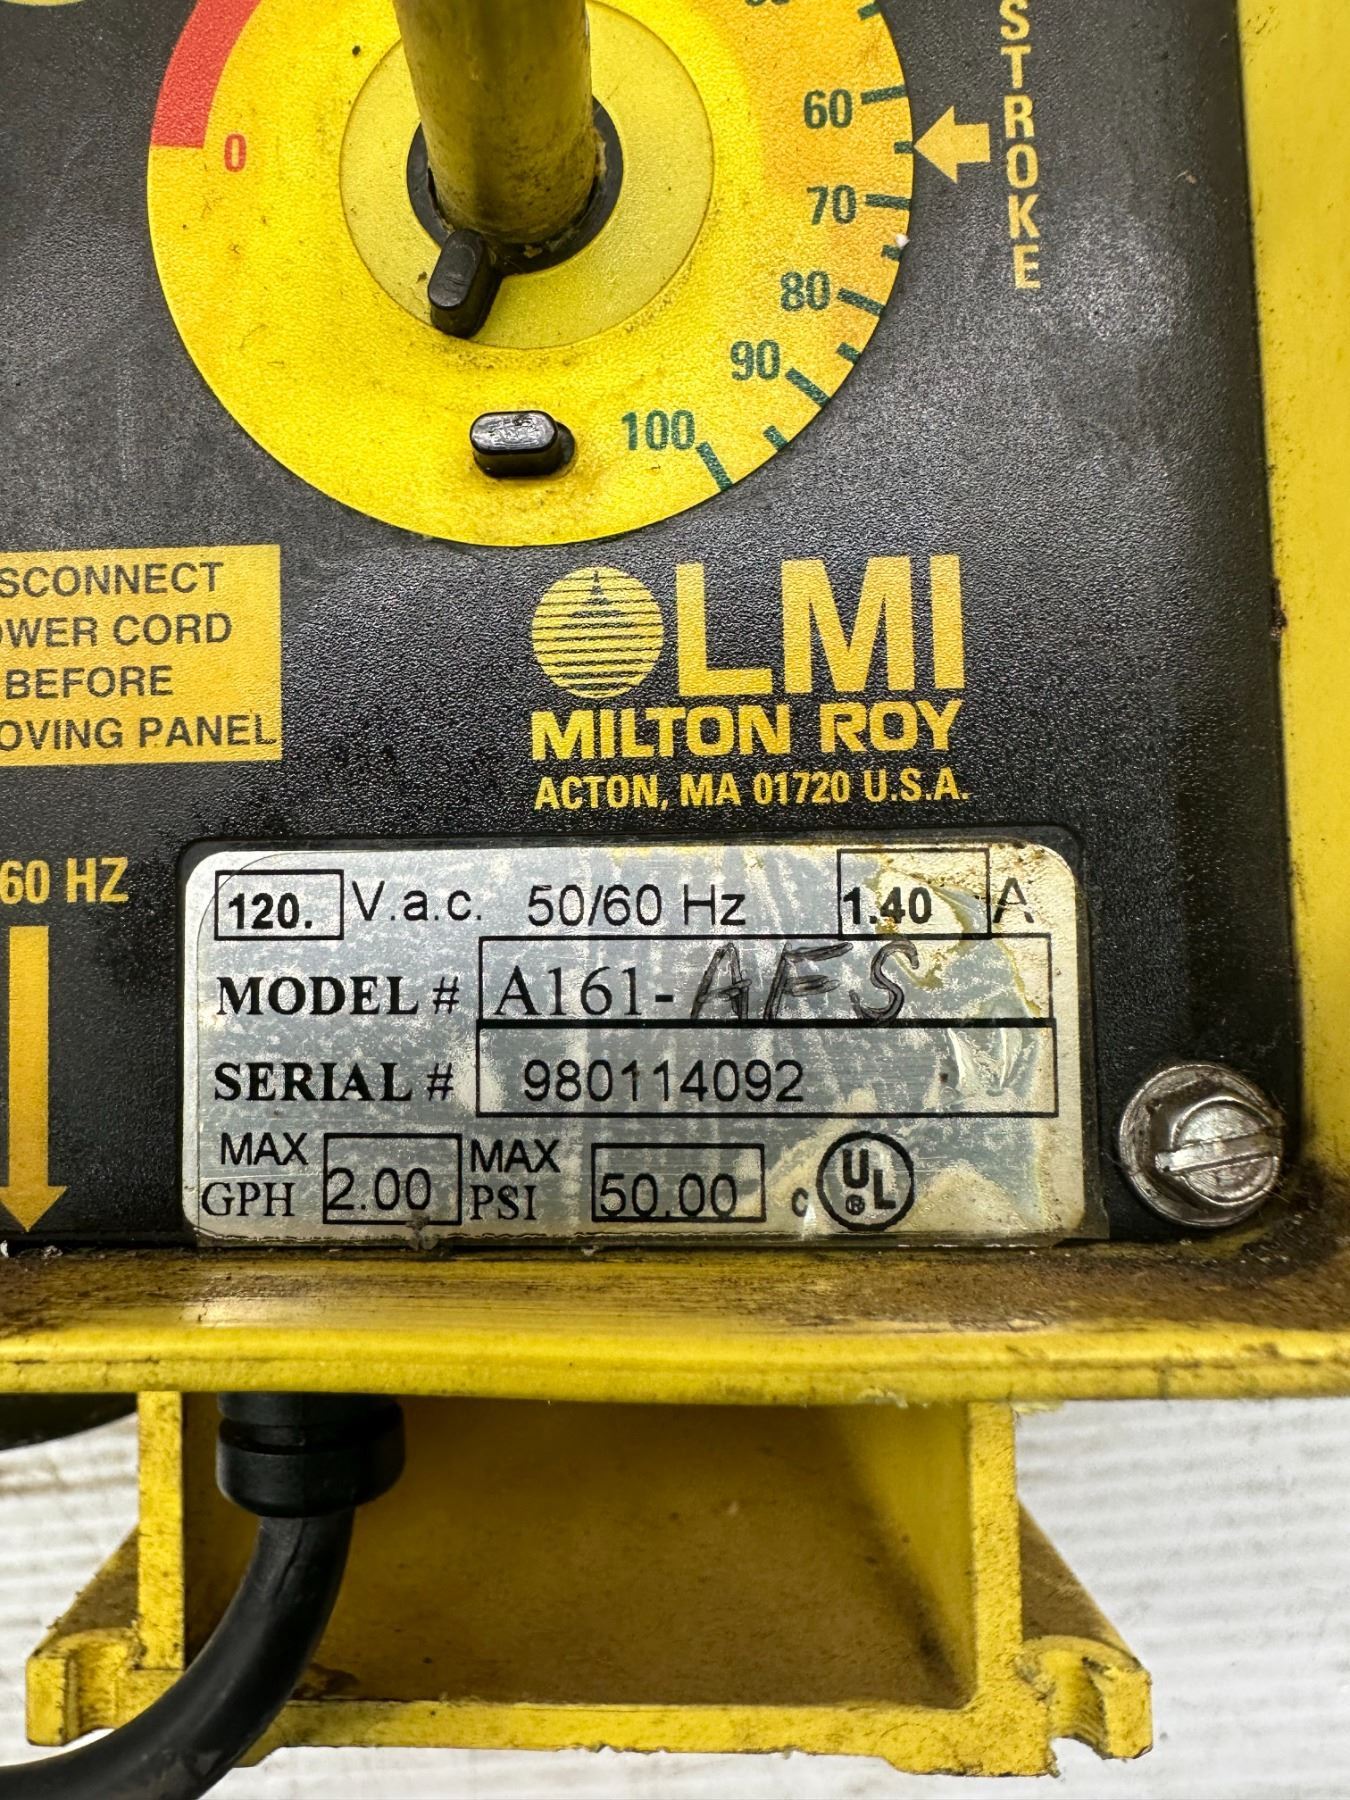 0
60
70
80
90
100
STROKE
SCONNECT
OWER CORD
BEFORE
OVING PANEL
LMI
MILTON ROY
ACTON, MA 01720 U.S.A.
60 HZ
120. V.a.c. 50/60 Hz 1.40 A
MODEL # A161-AFS
SERIAL # 980114092
MAX GPH 2.00 MAX PSI 50.00 c UL ®